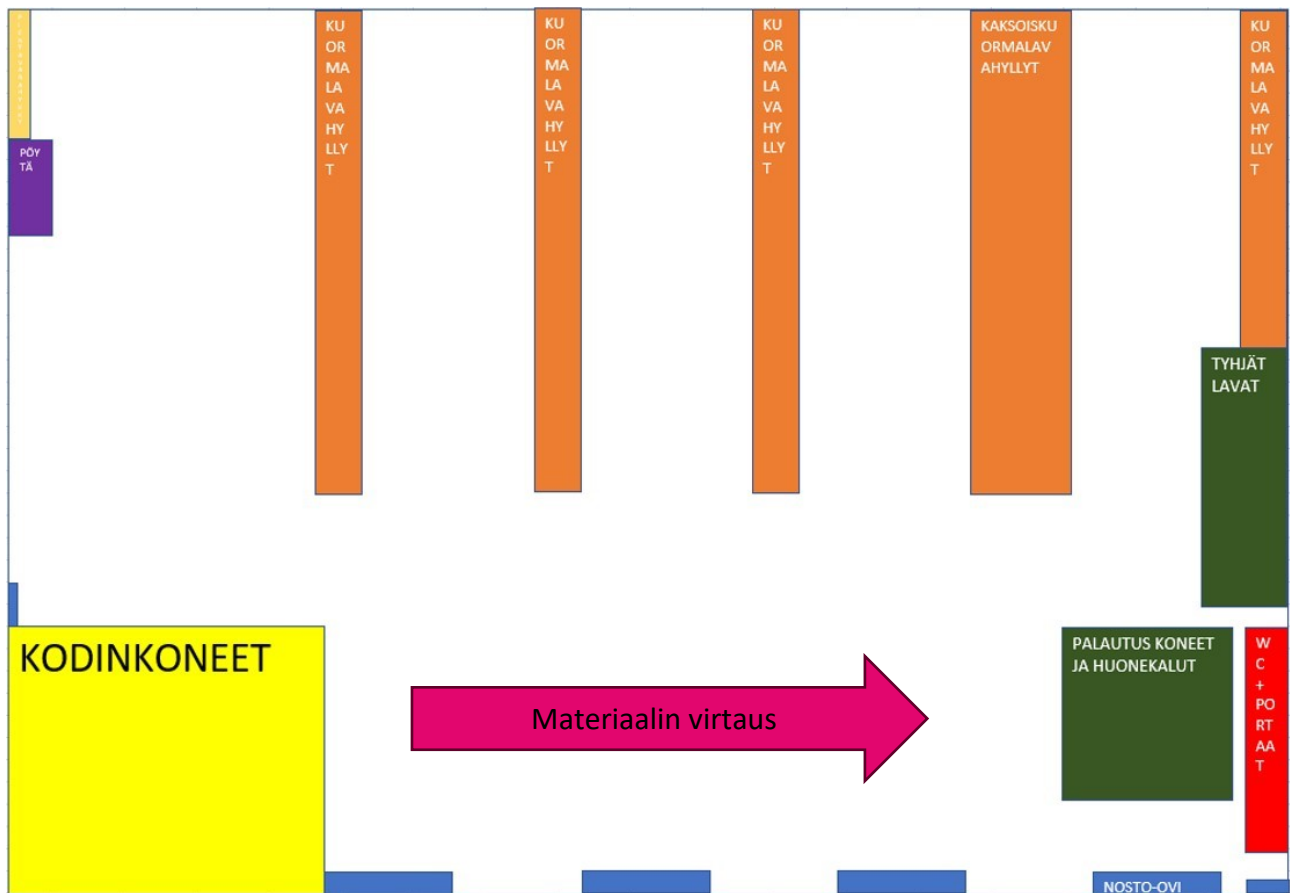 KU
OR
MA
LA
VA
HY
LLY
T
KU
OR
MA
LA
VA
HY
LLY
T
KU
OR
MA
LA
VA
HY
LLY
T
KAKSOISKU
ORMALAV
AHYLLYT
KU
OR
MA
LA
VA
HY
LLY
T
PÖY
TÄ
TYHJÄT
LAVAT
KODINKONEET
Materiaalin virtaus
PALAUTUS KONEET
JA HUONEKALUT
W
C
+
PO
RT
AA
T
NOSTO-OVI